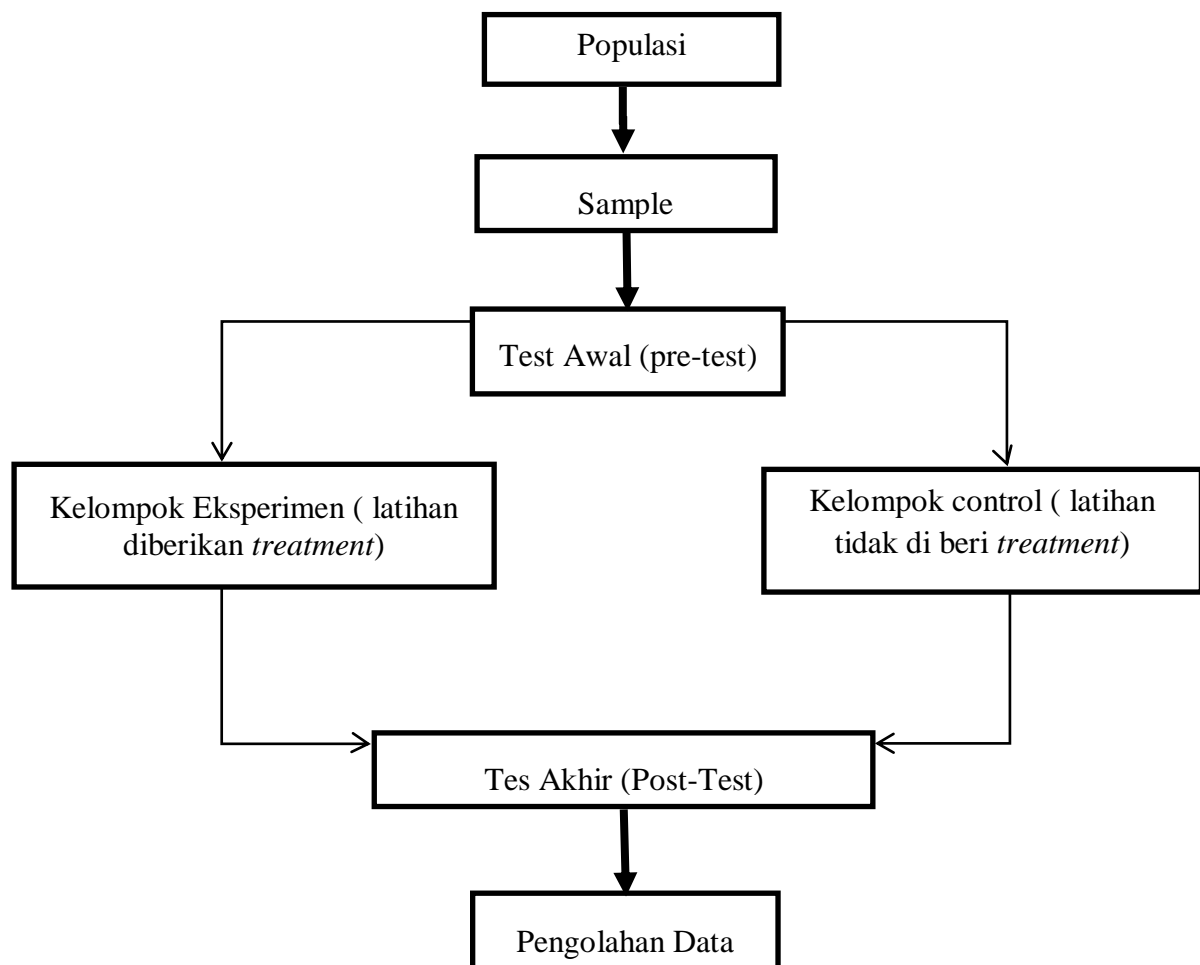 Populasi
Sample
Test Awal (pre-test)
Kelompok Eksperimen ( latihan
diberikan treatment)
Kelompok control ( latihan
tidak di beri treatment)
Tes Akhir (Post-Test)
Pengolahan Data